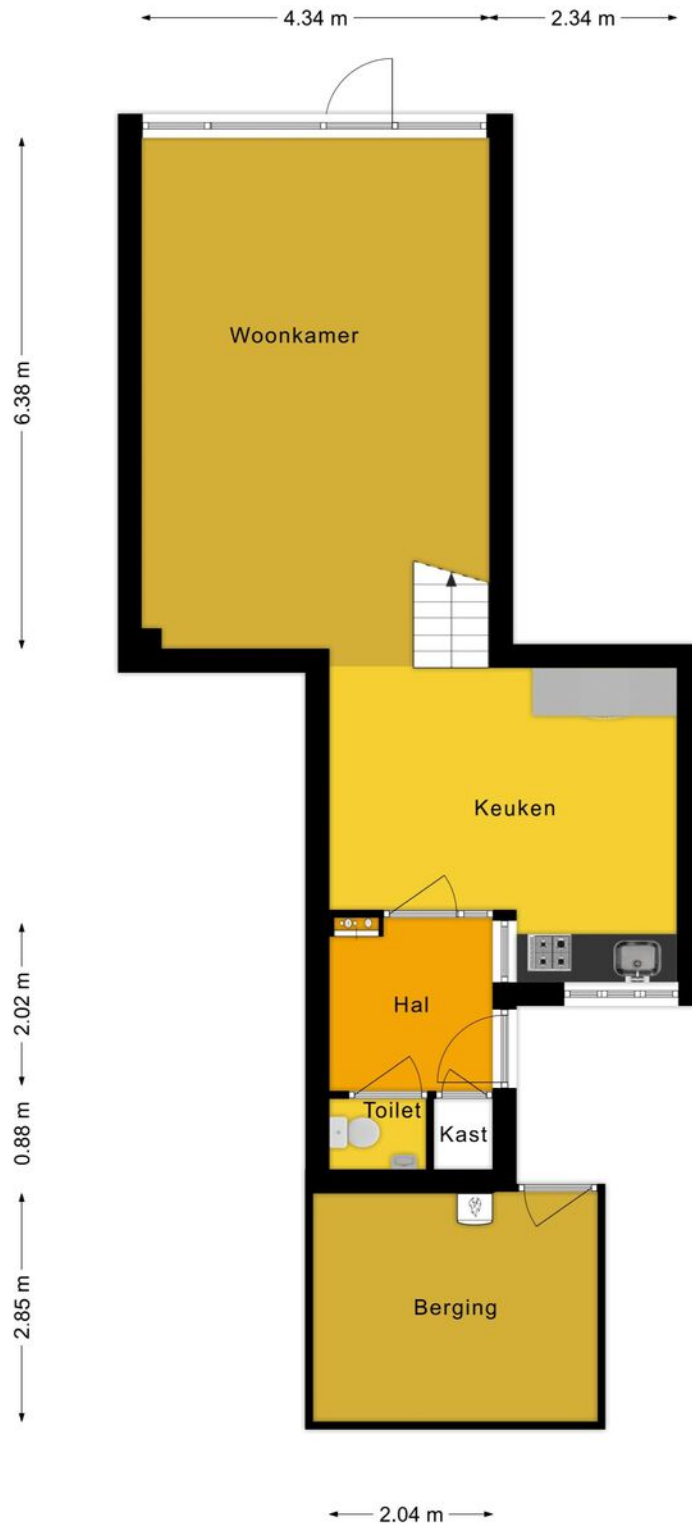 4.34 m
2.34 m
6.38 m
Woonkamer
Keuken
2.02 m
Hal
0.88 m
Toilet
Kast
2.85 m
Berging
2.04 m